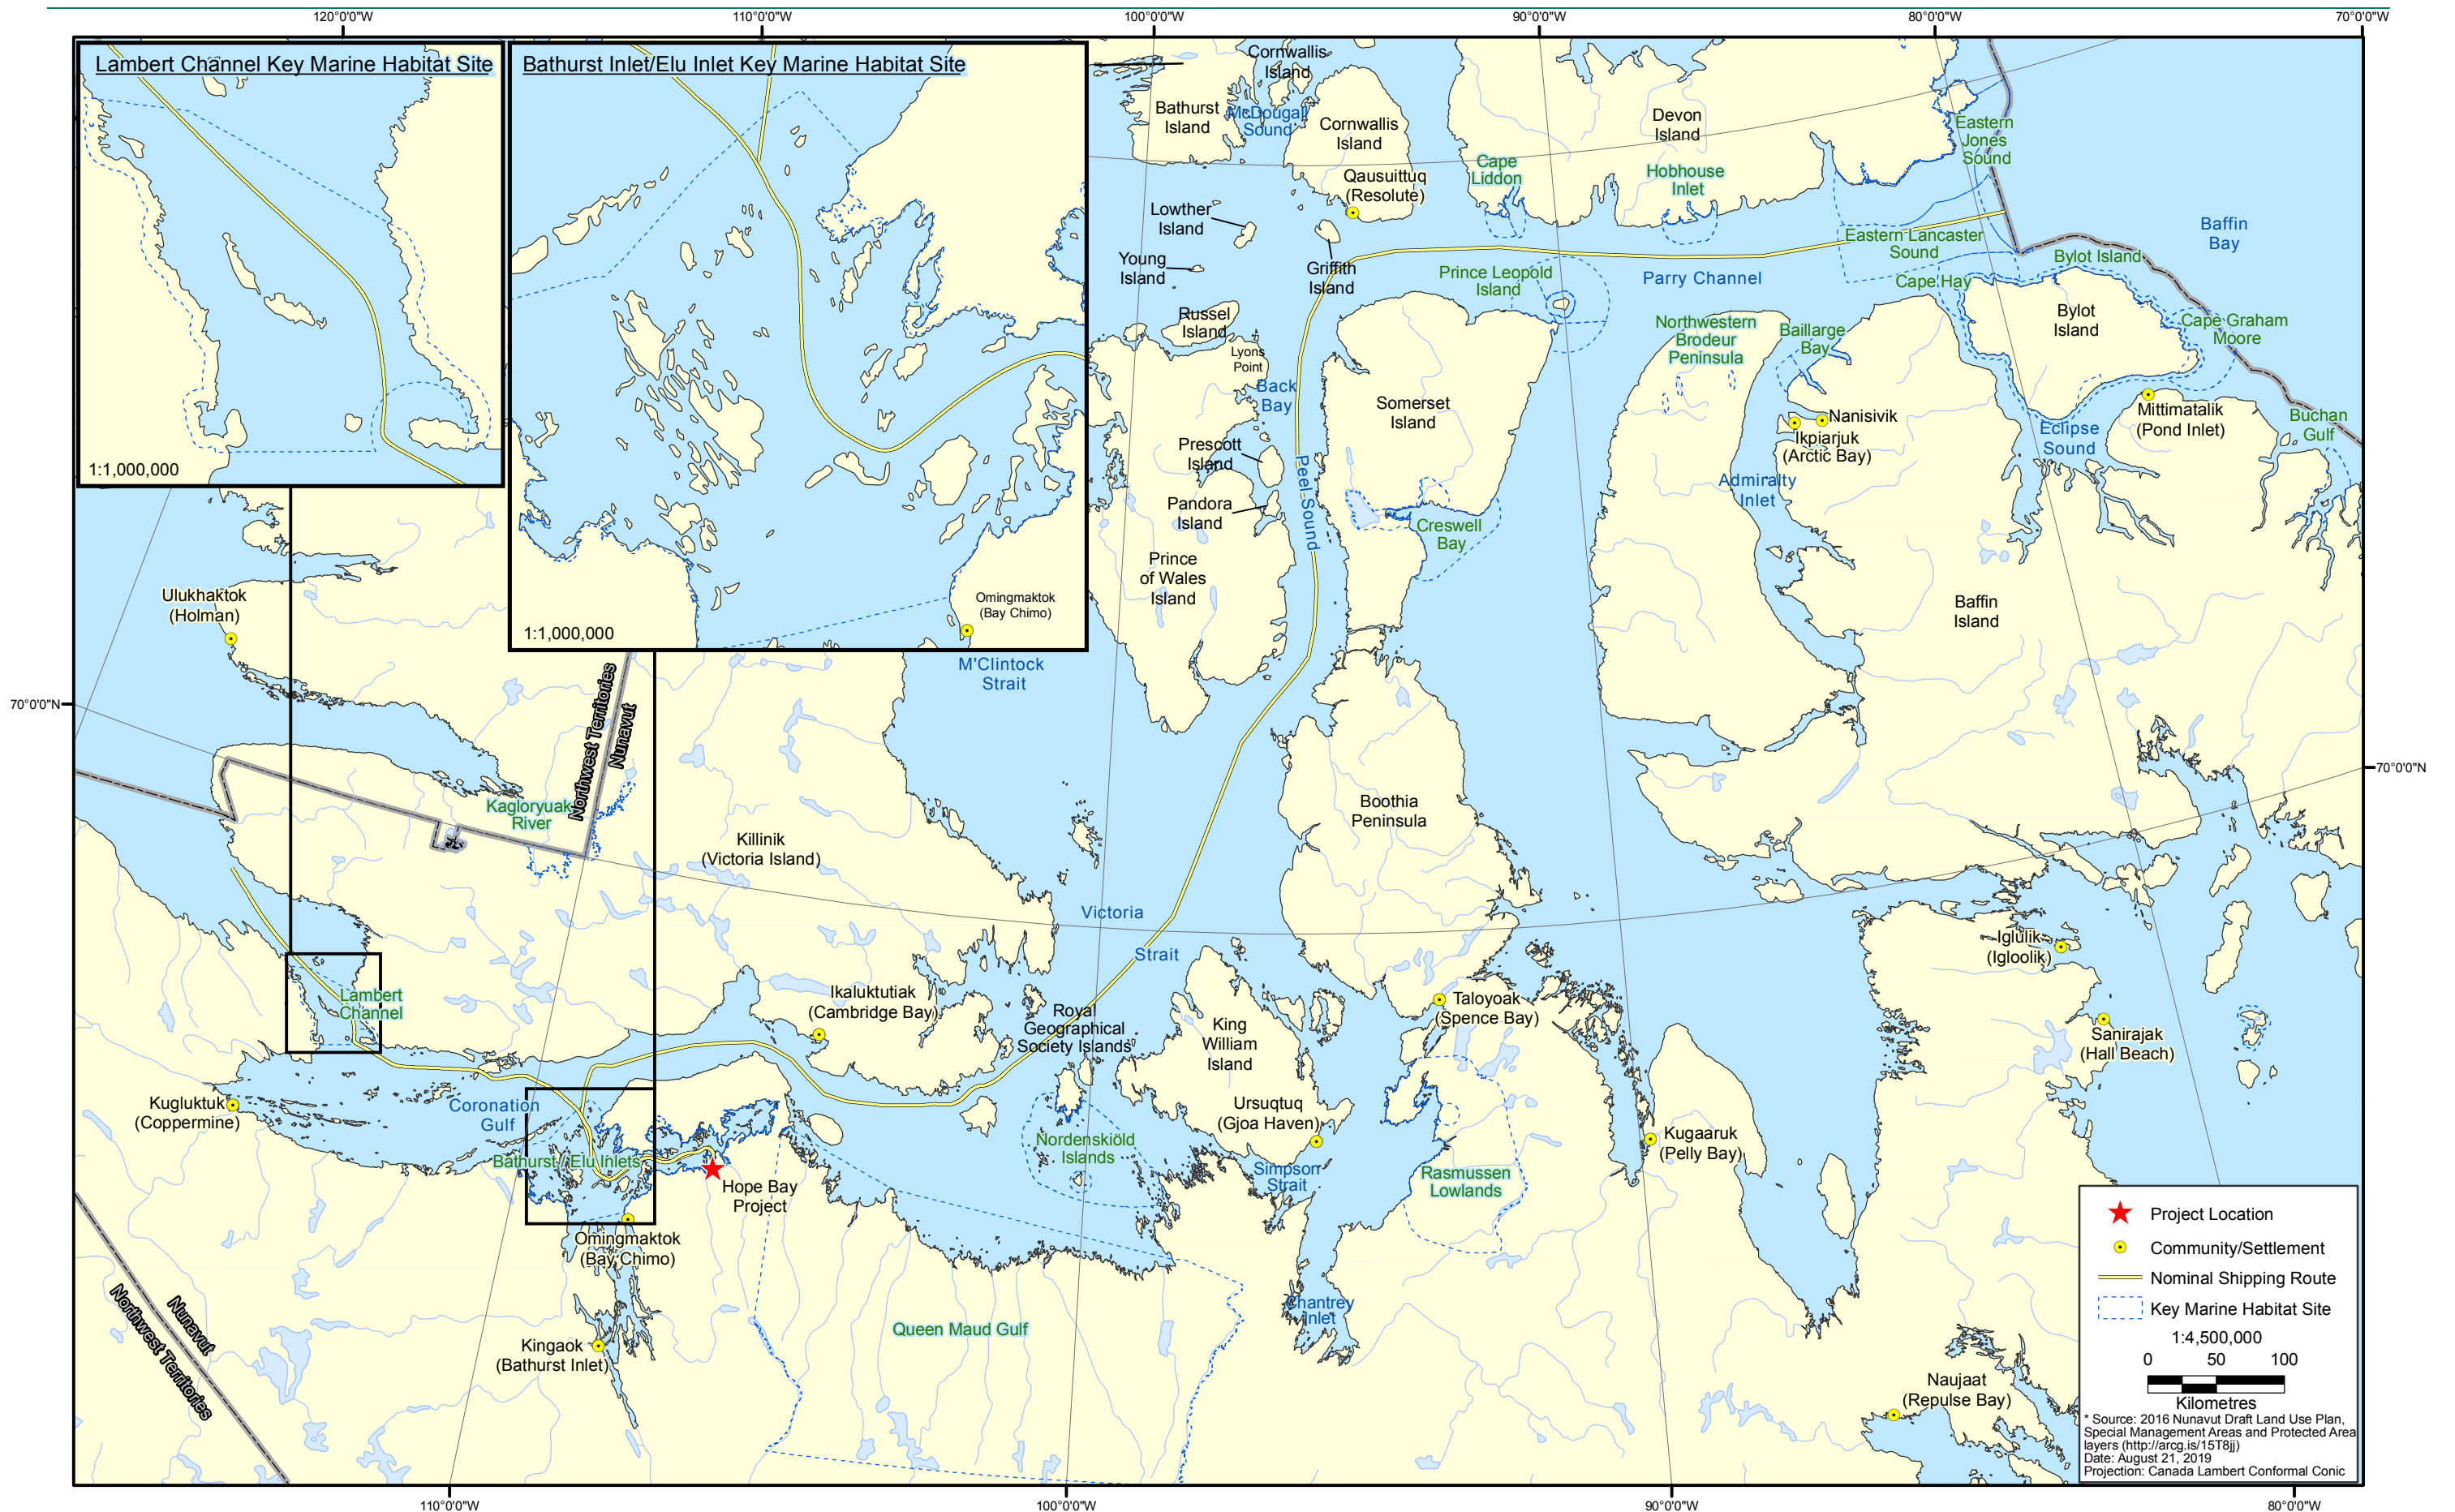 120°0'0"W
110°0'0"W
100°0'0"W
90°0'0"W
80°0'0"W
70°0'0"W
Lambert Channel Key Marine Habitat Site
1:1,000,000
Bathurst Inlet/Elu Inlet Key Marine Habitat Site
Omingmaktok
(Bay Chimo)
1:1,000,000
Cornwallis
Island
Bathurst
Island
McDougall
Sound
Cornwallis
Island
Qausuittuq
(Resolute)
Devon
Island
Cape
Liddon
Hobhouse
Inlet
Eastern
Jones
Sound
Lowther
Island
Young
Island
Griffith
Island
Prince Leopold
Island
Parry Channel
Eastern Lancaster
Sound
Cape Hay
Bylot Island
Baffin
Bay
Russel
Island
Lyons
Point
Back
Bay
Somerset
Island
Northwestern
Brodeur
Peninsula
Baillarge
Bay
Bylot
Island
Cape Graham
Moore
Nanisivik
Ikpiarjuk
(Arctic Bay)
Mittimatalik
(Pond Inlet)
Buchan
Gulf
Eclipse
Sound
Admiralty
Inlet
Prescott
Island
Pandora
Island
Peel Sound
Creswell
Bay
Prince
of Wales
Island
Baffin
Island
Ulukhaktok
(Holman)
M'Clintock
Strait
70°0'0"N
70°0'0"N
Northwest Territories
Nunavut
Kagloryuak
River
Killinik
(Victoria Island)
Boothia
Peninsula
Victoria
Strait
Iglulik
(Igloolik)
Lambert
Channel
Ikaluktutiak
(Cambridge Bay)
Royal
Geographical
Society Islands
King
William
Island
Taloyoak
(Spence Bay)
Sanirajak
(Hall Beach)
Kugluktuk
(Coppermine)
Coronation
Gulf
Bathurst / Elu Inlets
Hope Bay
Project
Nordenskiöld
Islands
Ursuqtuq
(Gjoa Haven)
Simpson
Strait
Rasmussen
Lowlands
Kugaaruk
(Pelly Bay)
Omingmaktok
(Bay Chimo)
Chantrey
Inlet
Queen Maud Gulf
Kingaok
(Bathurst Inlet)
Nunavut
Northwest Territories
Naujaat
(Repulse Bay)
Project Location
Community/Settlement
Nominal Shipping Route
Key Marine Habitat Site
1:4,500,000
0 50 100
Kilometres
* Source: 2016 Nunavut Draft Land Use Plan,
Special Management Areas and Protected Area
layers (http://arcg.is/15T8jj)
Date: August 21, 2019
Projection: Canada Lambert Conformal Conic
110°0'0"W
100°0'0"W
90°0'0"W
80°0'0"W